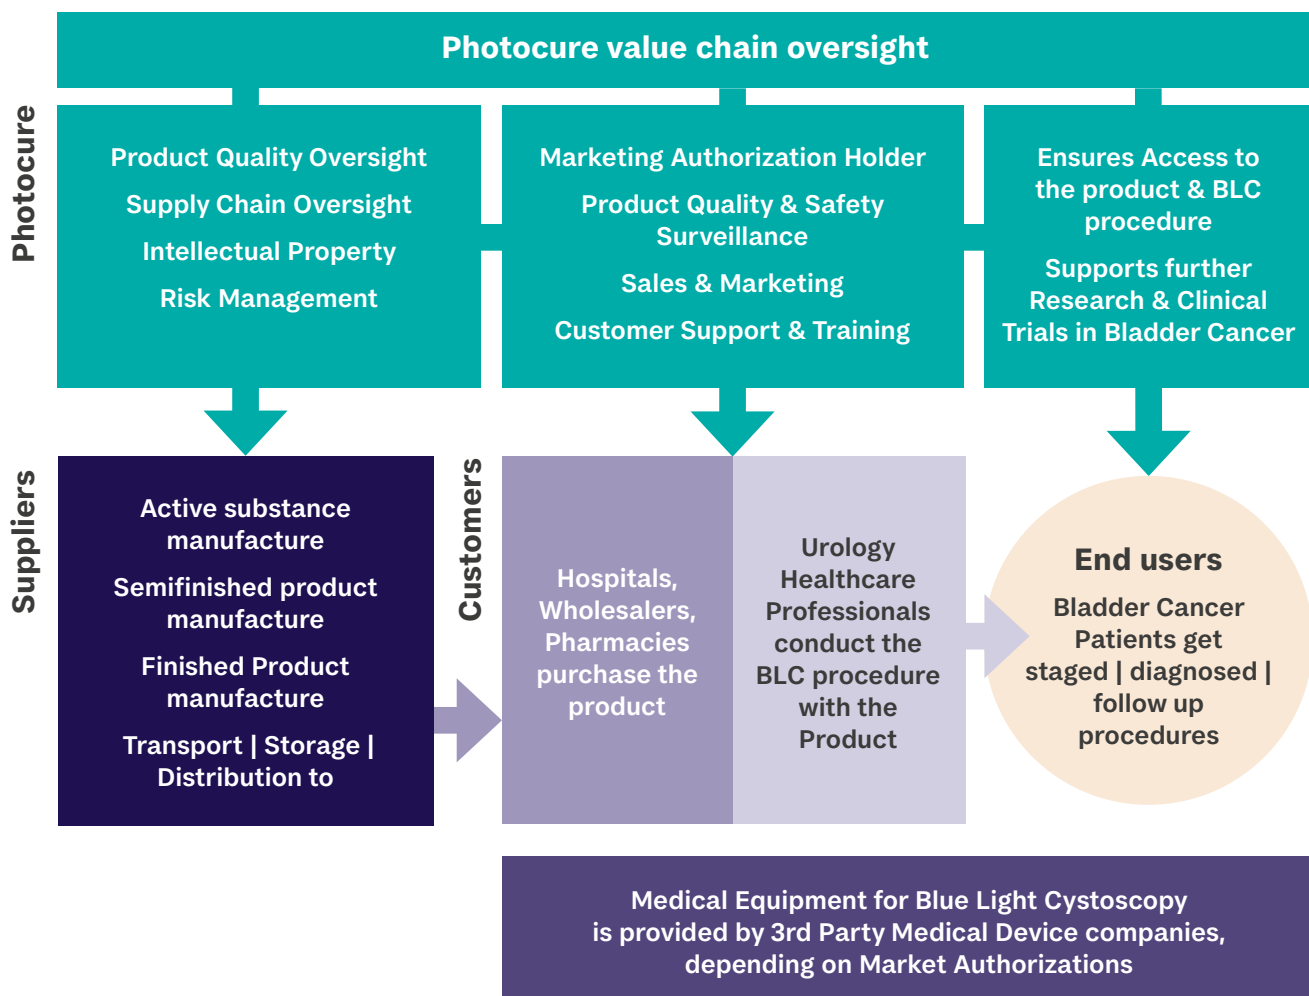 Photocure value chain oversight
Photocure
Product Quality Oversight
Supply Chain Oversight
Intellectual Property
Risk Management
Marketing Authorization Holder
Product Quality & Safety
Surveillance
Sales & Marketing
Customer Support & Training
Ensures Access to
the product & BLC
procedure
Supports further
Research & Clinical
Trials in Bladder Cancer
Suppliers
Active substance
manufacture
Semifinished product
manufacture
Finished Product
manufacture
Transport | Storage |
Distribution to
Customers
Hospitals,
Wholesalers,
Pharmacies
purchase the
product
Urology
Healthcare
Professionals
conduct the
BLC procedure
with the
Product
End users
Bladder Cancer
Patients get
staged | diagnosed |
follow up
procedures
Medical Equipment for Blue Light Cystoscopy
is provided by 3rd Party Medical Device companies,
depending on Market Authorizations